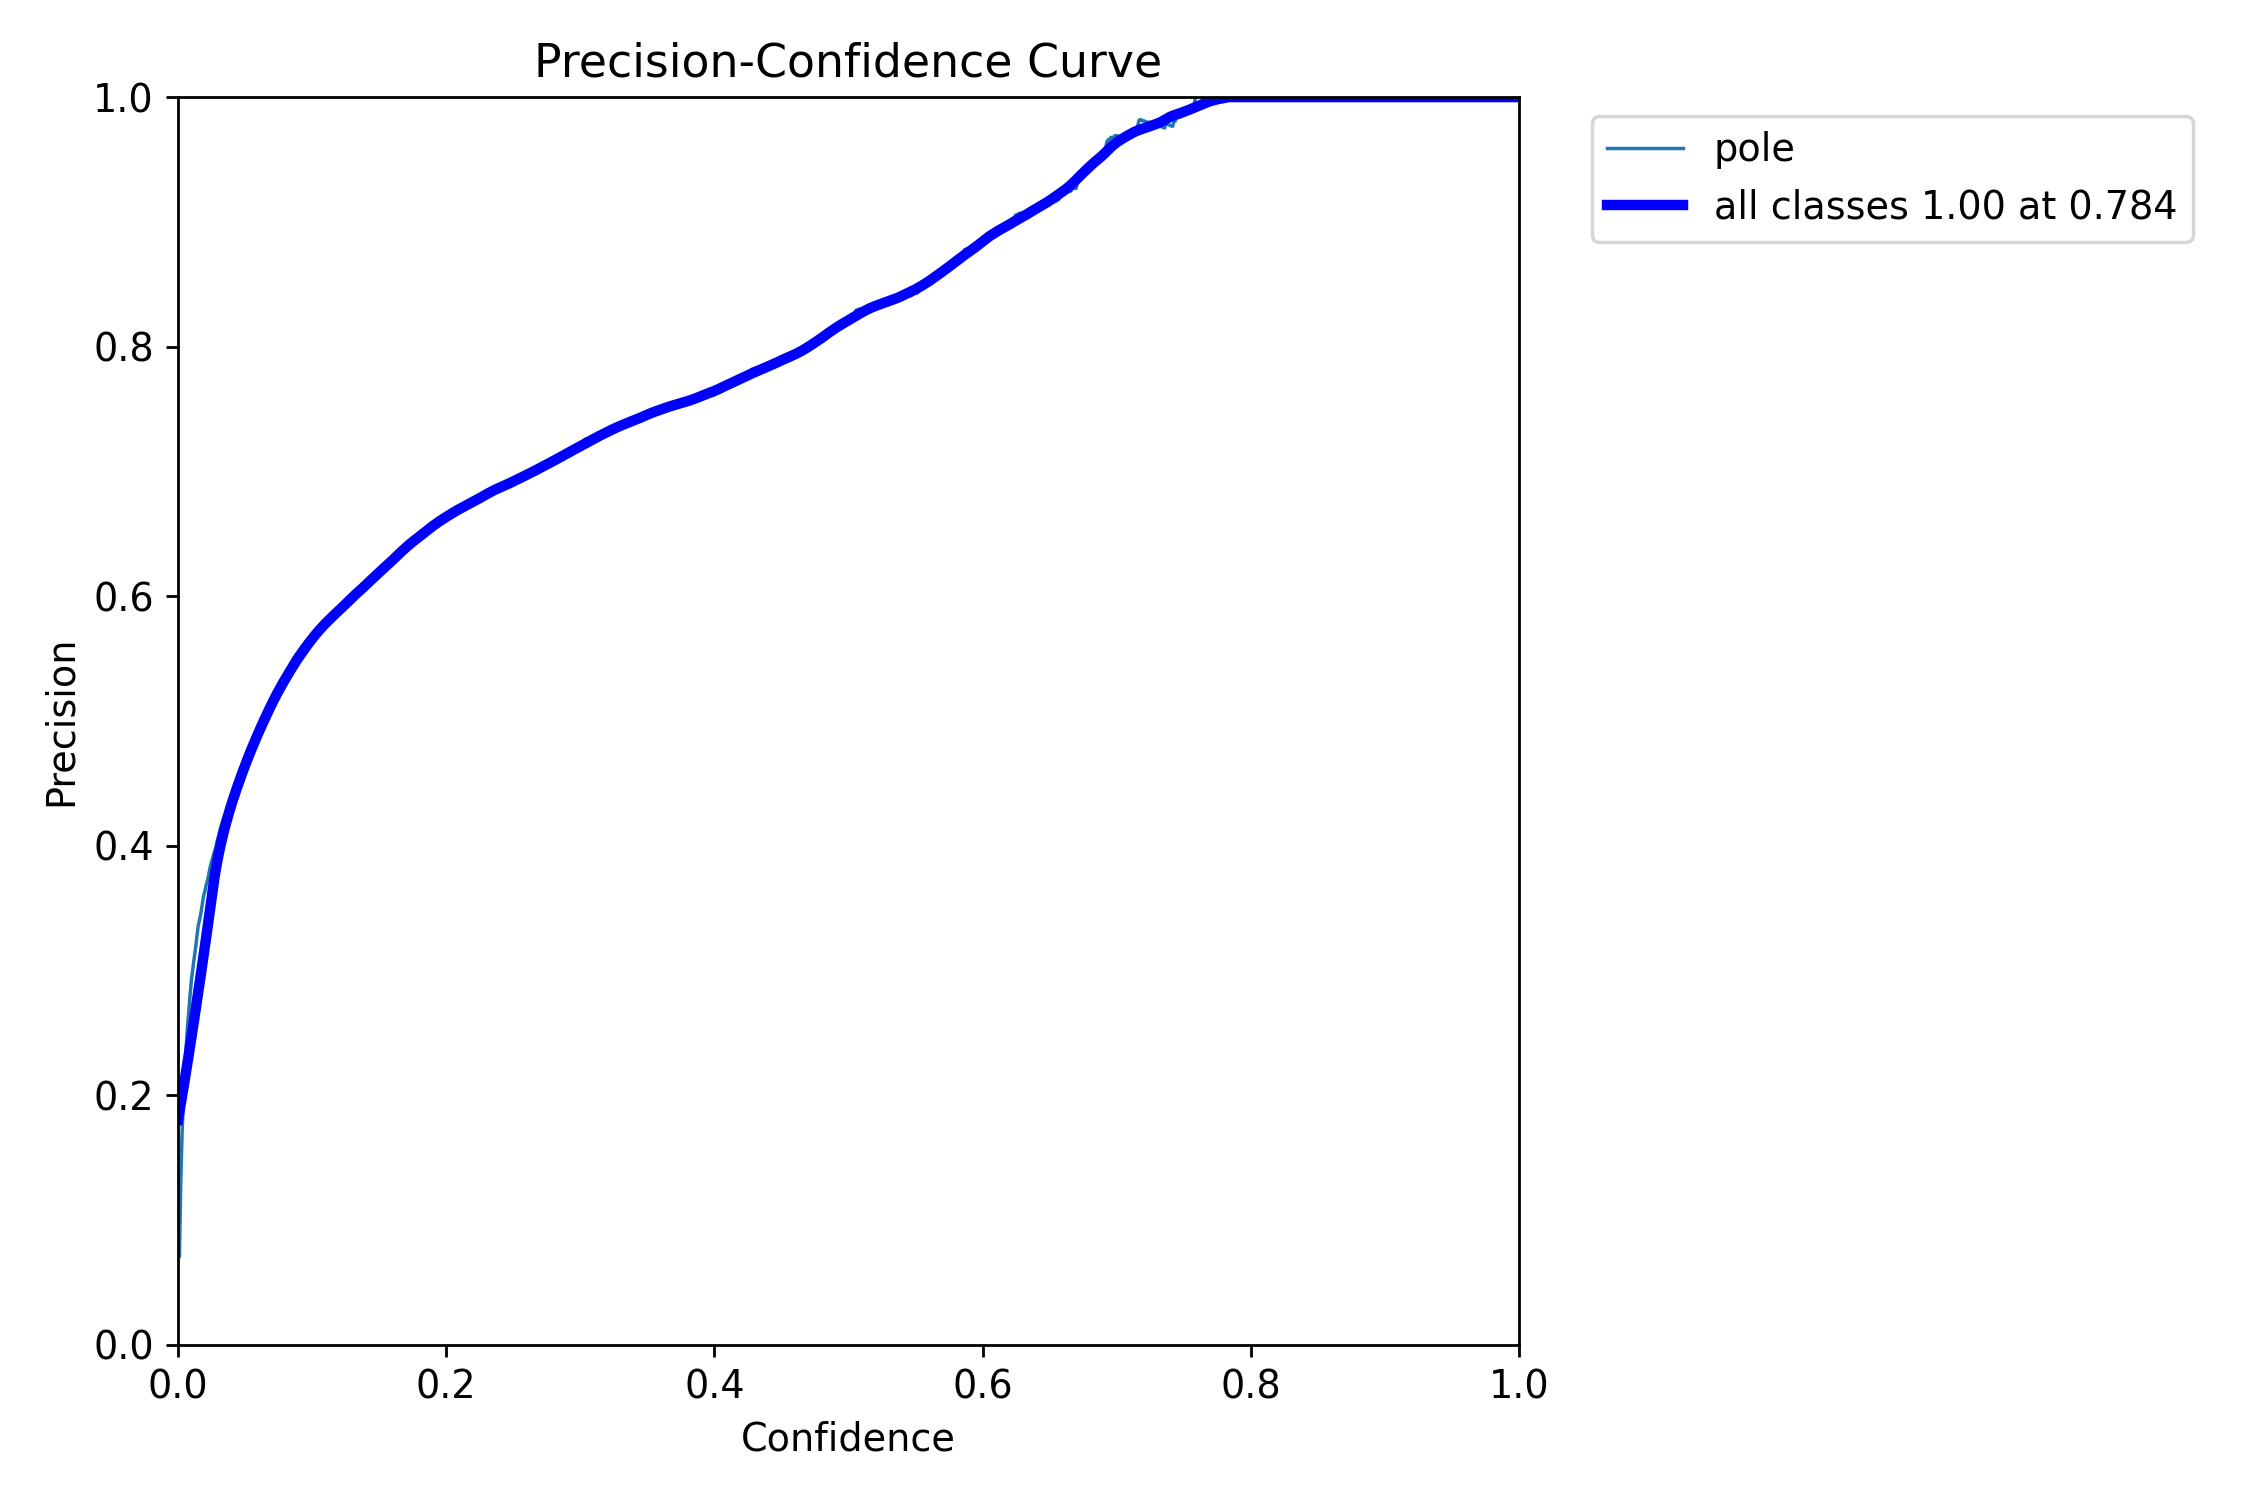 Precision-Confidence Curve
pole
all classes 1.00 at 0.784
1.0
0.8
0.6
0.4
0.2
0.0
Precision
0.0 0.2 0.4 0.6 0.8 1.0
Confidence